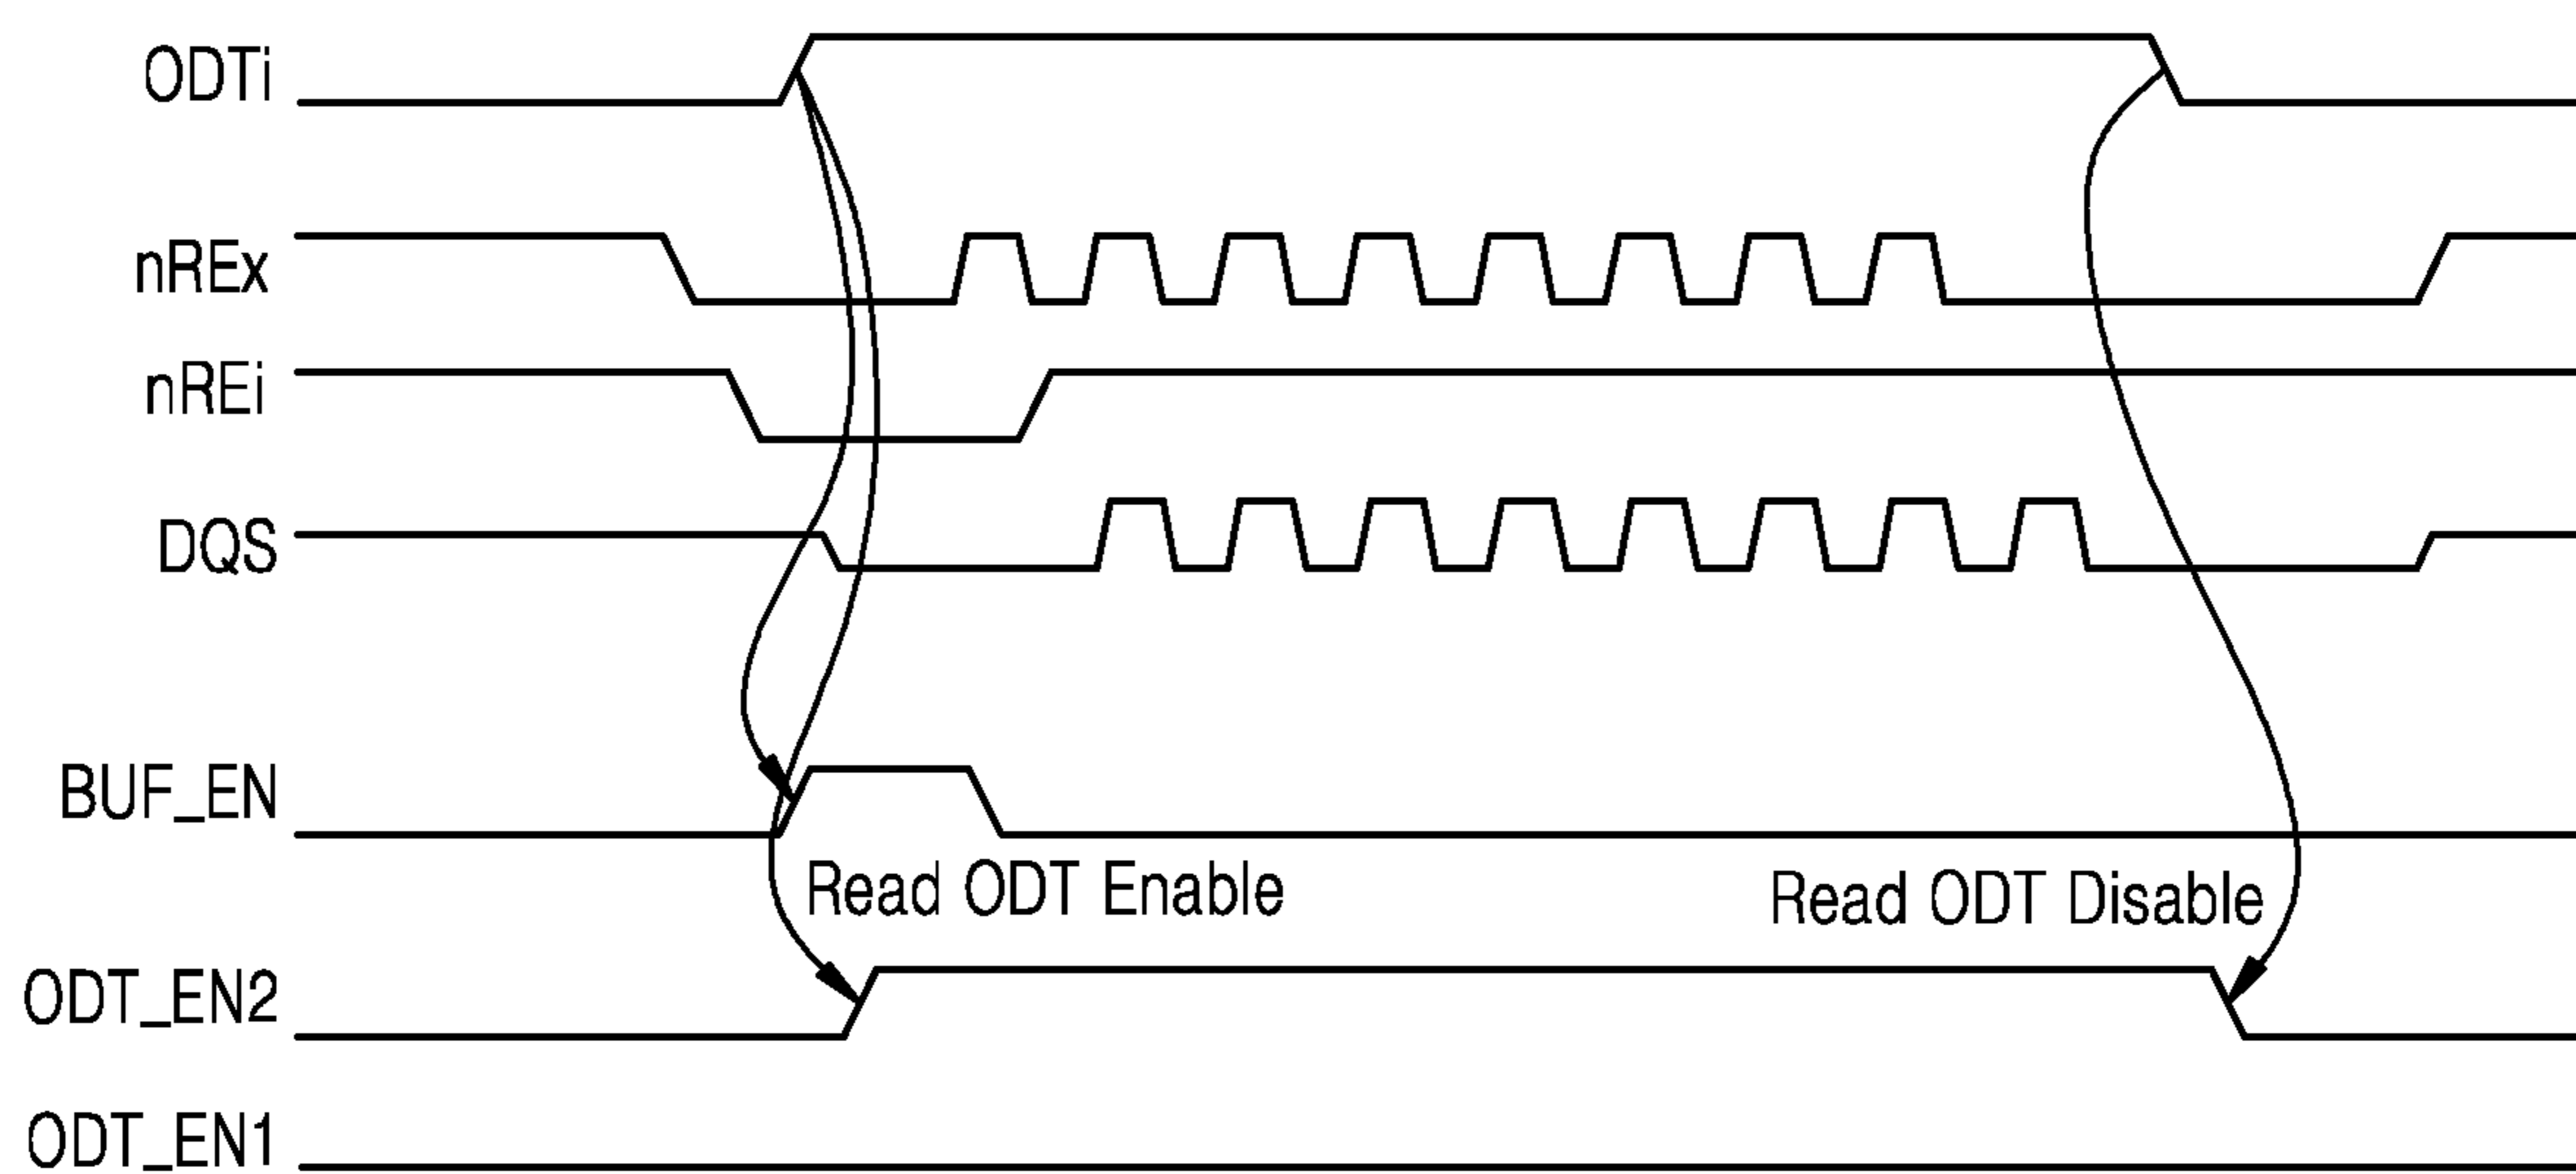 ODTi
nREx
nREi
DQS
BUF_EN
Read ODT Enable
Read ODT Disable
ODT_EN2
ODT_EN1